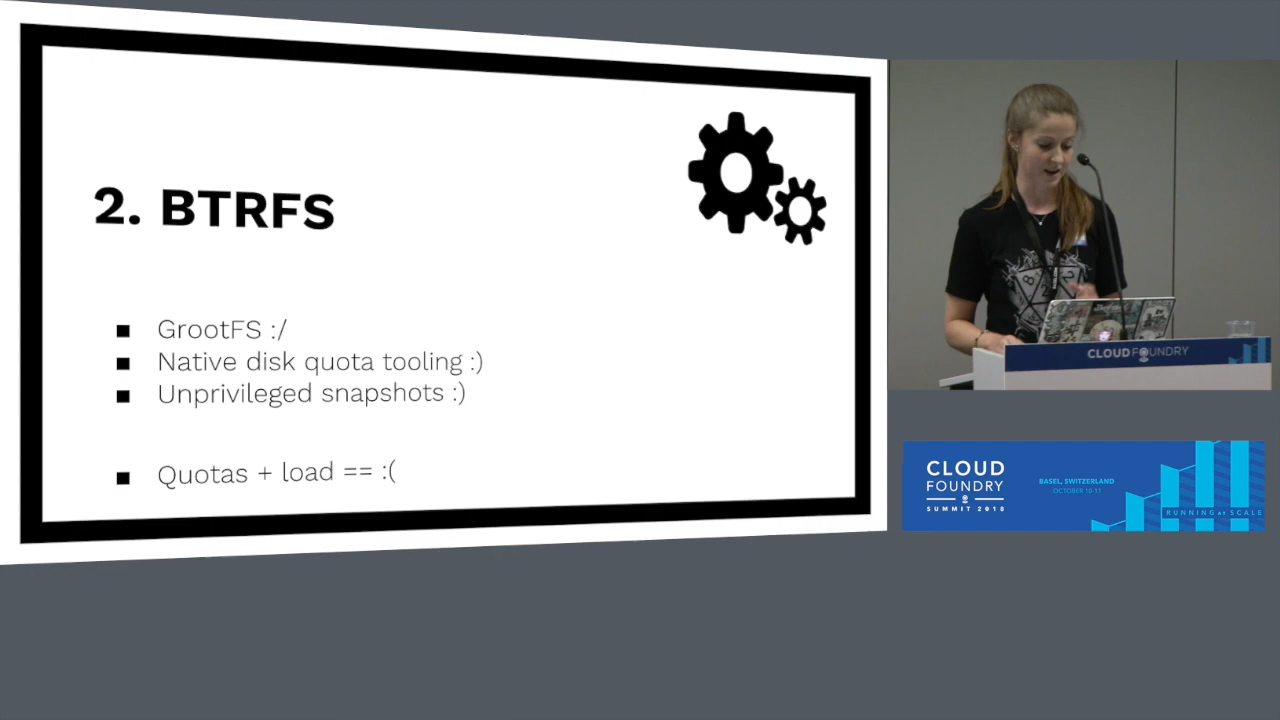 2. BTRFS
GrootFS :/
Native disk quota tooling :)
Unprivileged snapshots :)
Quotas + load == :(
CLOUD FOUNDRY
CLOUD
FOUNDRY
SUMMIT 2018
BASEL, SWITZERLAND
OCTOBER 10-11
RUNNING AT SCALE